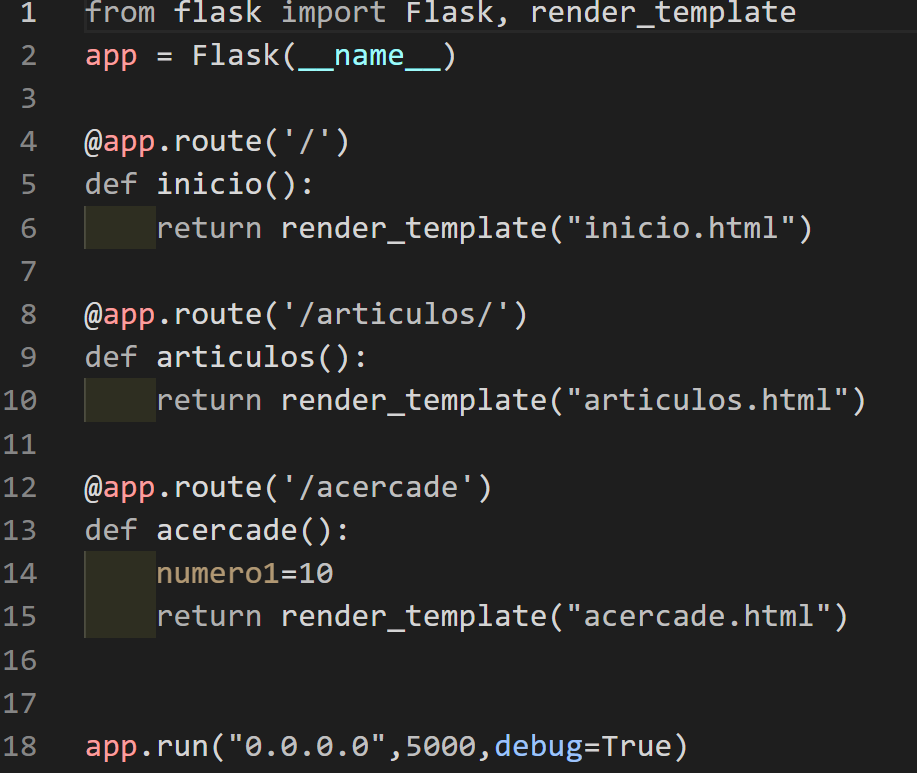 1 from flask import Flask, render_template
2 app = Flask(__name__)
3
4 @app.route('/')
5 def inicio():
6     return render_template("inicio.html")
7
8 @app.route('/articulos/')
9 def articulos():
10     return render_template("articulos.html")
11
12 @app.route('/acercade')
13 def acercade():
14     numero1=10
15     return render_template("acercade.html")
16
17
18 app.run("0.0.0.0",5000,debug=True)